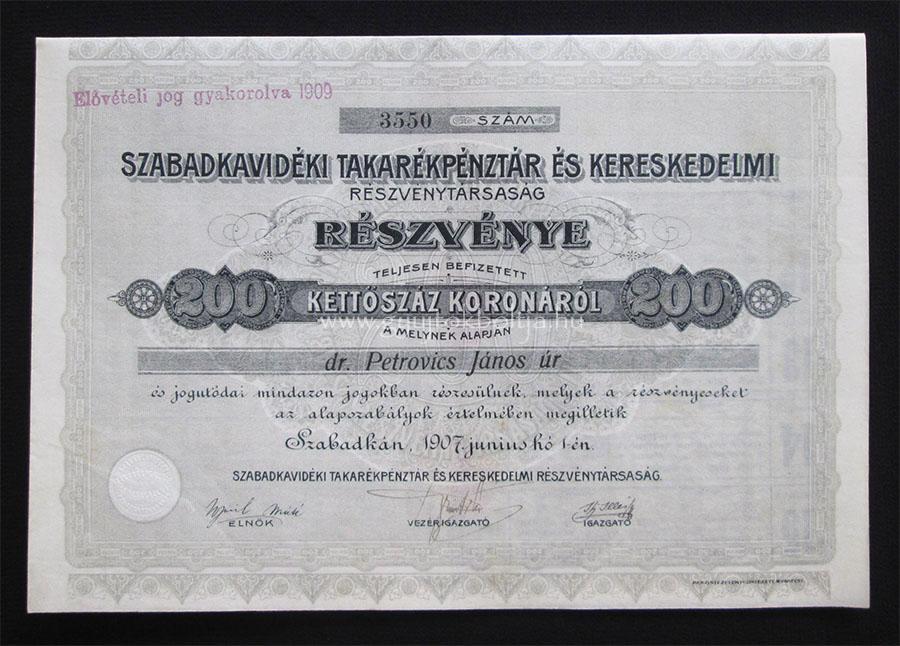 Elővételi jog gyakorolva 1909
3550 SZÁM
SZABADKAVIDÉKI TAKARÉKPÉNZTÁR ÉS KERESKEDELMI
RÉSZVÉNYTÁRSASÁG
RÉSZVÉNYE
TELJESEN BEFIZETETT
200 KETTŐSZÁZ KORONÁRÓL 200
A MELYNEK ALAPJÁN
dr. Petrovics János úr
és jogutódai mindazon jogokban részesülnek, melyek a részvényeseket
az alapszabályok értelmében megilletik
Szabadkán, 1907. junius hó 1-én.
SZABADKAVIDÉKI TAKARÉKPÉNZTÁR ÉS KERESKEDELMI RÉSZVÉNYTÁRSASÁG.
ELNÖK VEZÉRIGAZGATÓ IGAZGATÓ